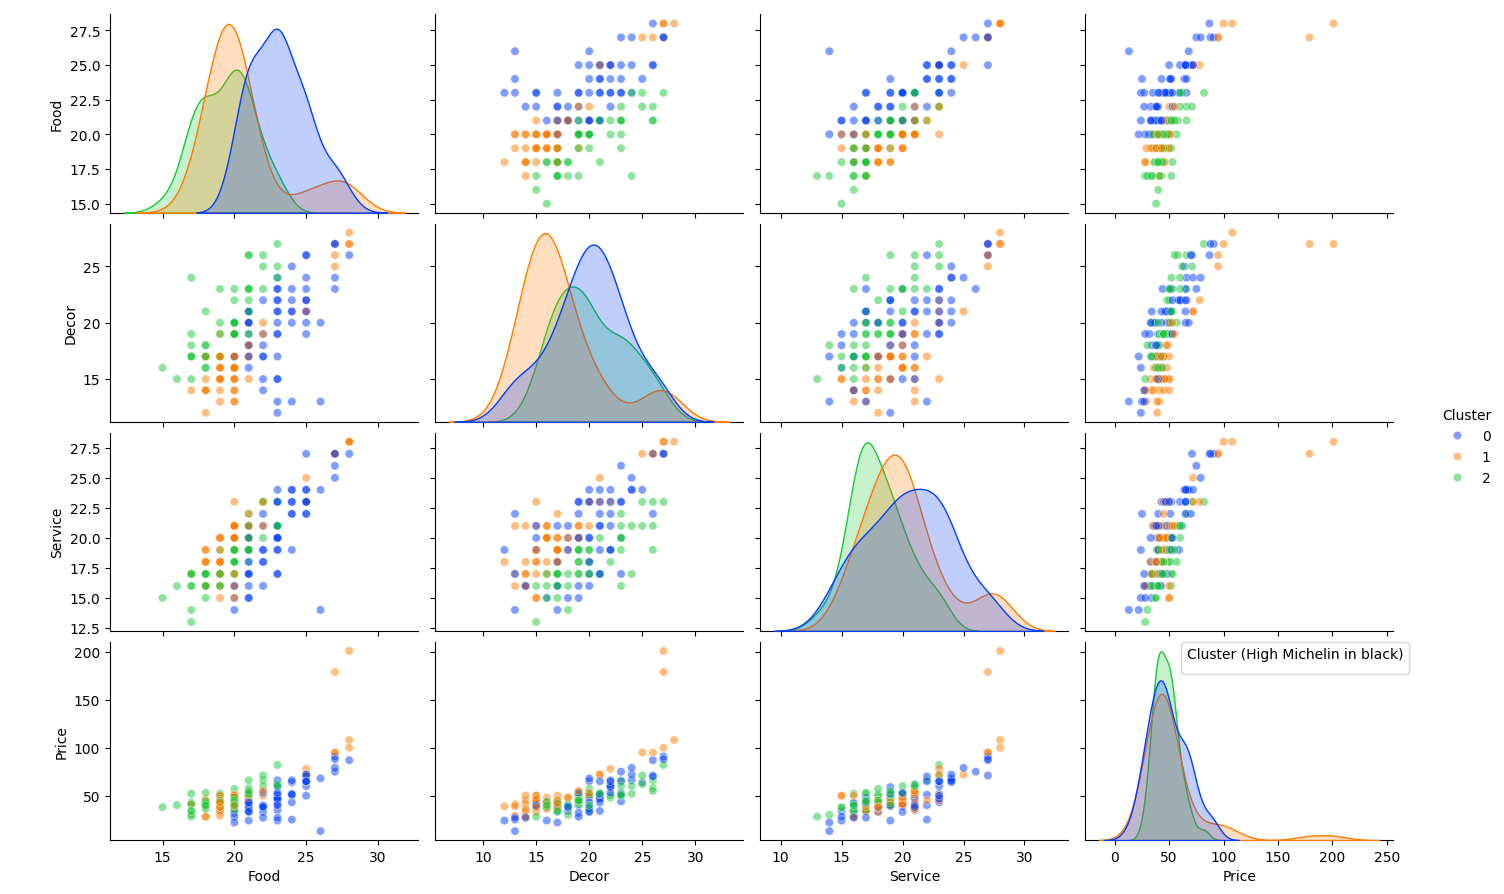 27.5
25.0
22.5
20.0
17.5
15.0
Food
25
20
15
Decor
27.5
25.0
22.5
20.0
17.5
15.0
12.5
Service
Cluster
0
1
2
Cluster (High Michelin in black)
200
150
100
50
Price
15 20 25 30
10 15 20 25 30
10 15 20 25 30
0 50 100 150 200 250
Food Decor Service Price